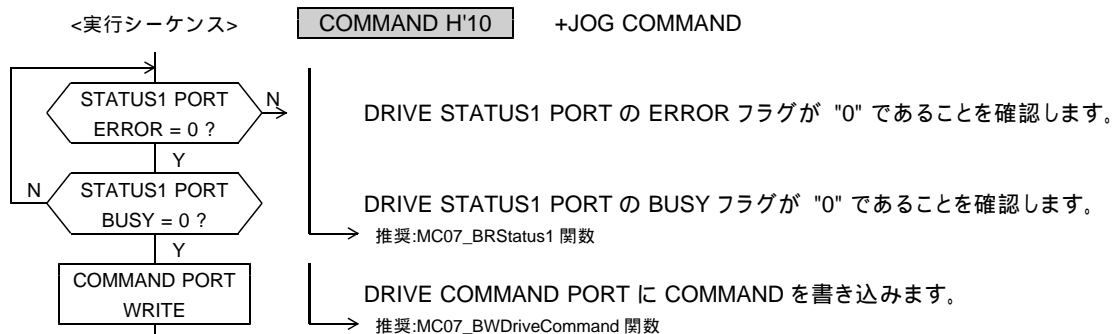 <実行シーケンス> COMMAND H'10 +JOG COMMAND
STATUS1 PORT
ERROR = 0 ?
N
DRIVE STATUS1 PORT の ERROR フラグが "0" であることを確認します。
Y
N
STATUS1 PORT
BUSY = 0 ?
DRIVE STATUS1 PORT の BUSY フラグが "0" であることを確認します。
推奨:MC07_BRStatus1 関数
Y
COMMAND PORT
WRITE
DRIVE COMMAND PORT に COMMAND を書き込みます。
推奨:MC07_BWDriveCommand 関数